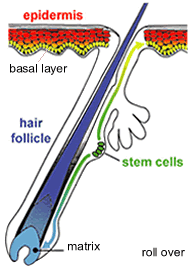 epidermis
basal layer
hair
follicle
stem cells
matrix
roll over